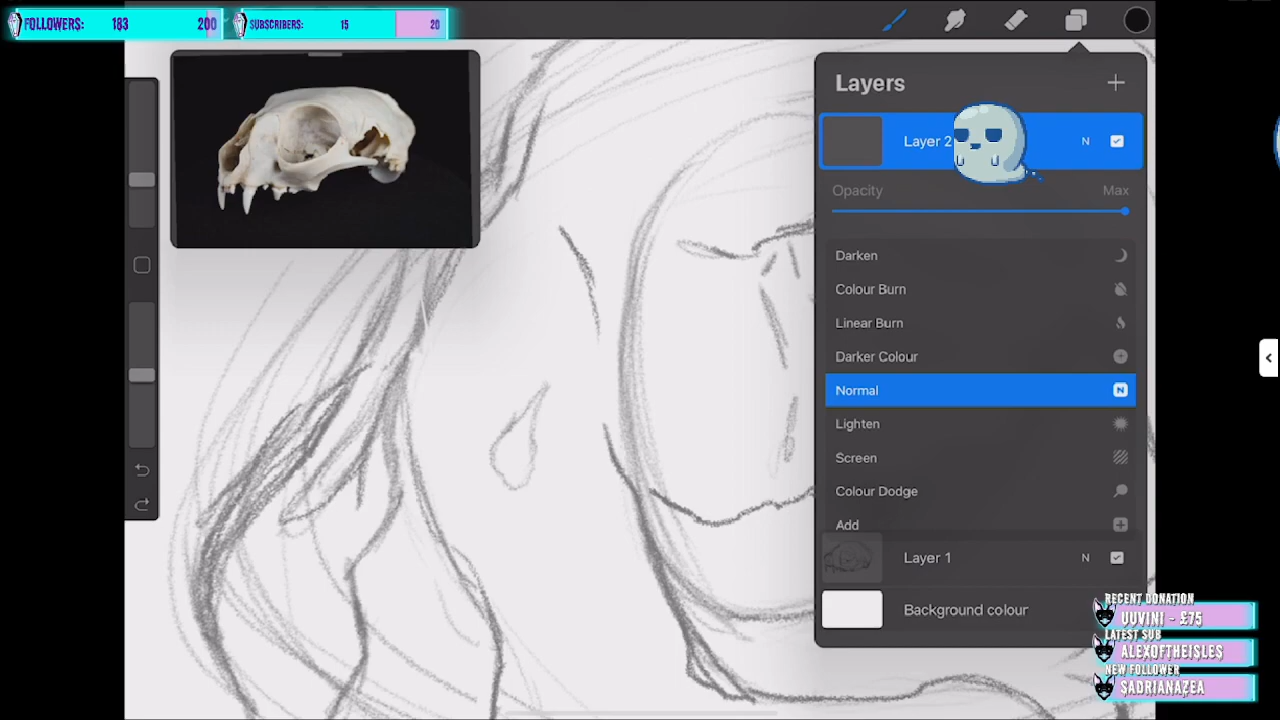 FOLLOWERS: 183 200
SUBSCRIBERS: 15 20
Layers
Layer 2 N
Opacity Max
Darken
Colour Burn
Linear Burn
Darker Colour
Normal N
Lighten
Screen
Colour Dodge
Add
Layer 1 N
Background colour
RECENT DONATION
UUVINI - £75
LATEST SUB
ALEXOFTHEISLES
NEW FOLLOWER
SADRIANAZEA